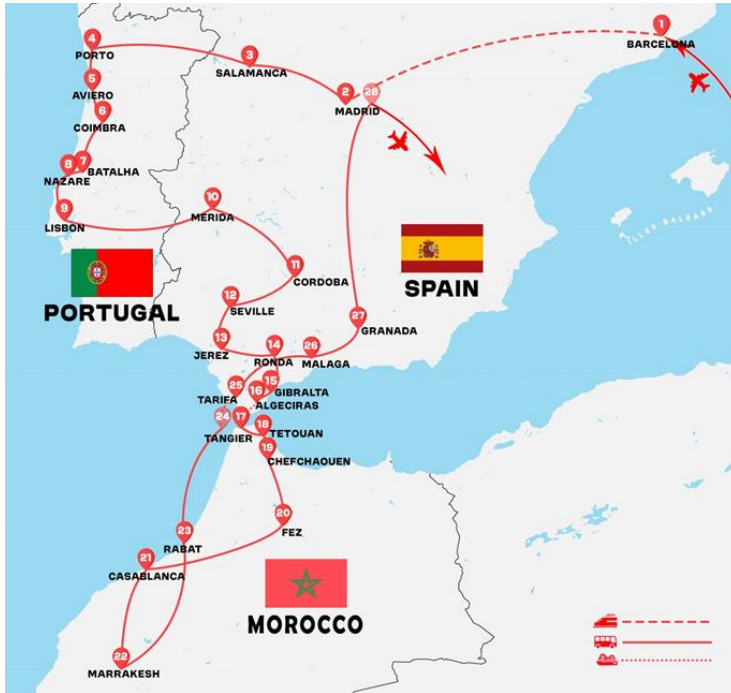 1
BARCELONA
4
PORTO
3
SALAMANCA
5
AVIERO
2
28
MADRID
6
COIMBRA
8
7
BATALHA
NAZARE
9
LISBON
10
MERIDA
ILLES BALEARS
11
CORDOBA
12
SEVILLE
PORTUGAL
SPAIN
27
GRANADA
13
JEREZ
14
RONDA
26
MALAGA
25
TARIFA
16
15
GIBRALTA
ALGECIRAS
24
17
TANGIER
18
TETOUAN
19
CHEFCHAOUEN
20
FEZ
23
RABAT
21
CASABLANCA
MOROCCO
22
MARRAKESH